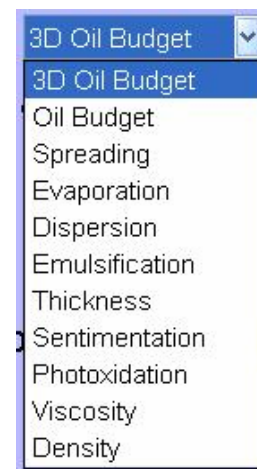 3D Oil Budget
3D Oil Budget
Oil Budget
Spreading
Evaporation
Dispersion
Emulsification
Thickness
Sentimentation
Photoxidation
Viscosity
Density